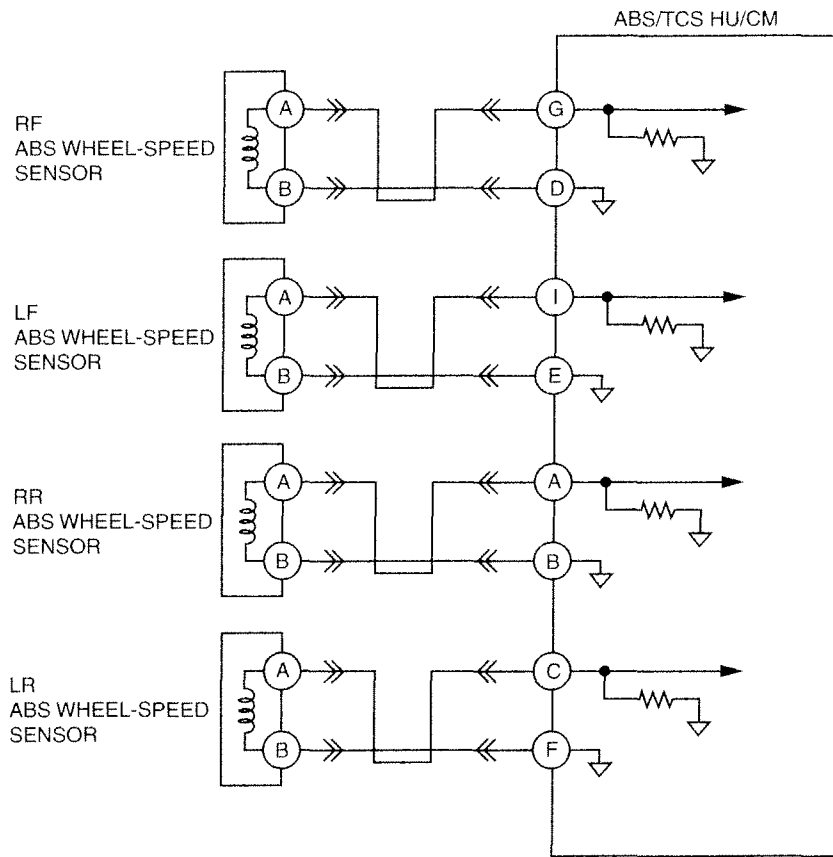 ABS/TCS HU/CM
RF
ABS WHEEL-SPEED
SENSOR
A
G
B
D
LF
ABS WHEEL-SPEED
SENSOR
A
I
B
E
RR
ABS WHEEL-SPEED
SENSOR
A
A
B
B
LR
ABS WHEEL-SPEED
SENSOR
A
C
B
F